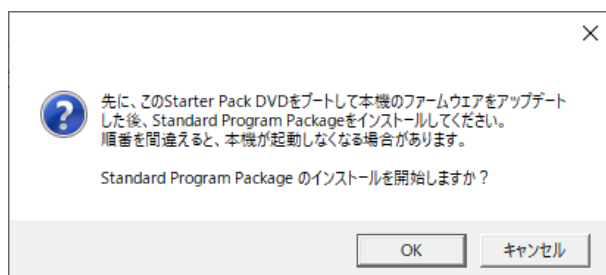 先に、このStarter Pack DVDをブートして本機のファームウエアをアップデート
した後、Standard Program Packageをインストールしてください。
順番を間違えると、本機が起動しなくなる場合があります。
Standard Program Package のインストールを開始しますか？
OK
キャンセル